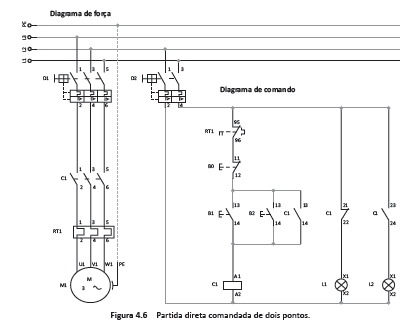 Diagrama de força
PE
L3
L2
L1
Q1
1 3 5
2 4 6
Q2
1 3
2 4
Diagrama de comando
95
RT1
96
11
B0
12
C1
1 3 5
2 4 6
13
B1
14
13
B2
14
13
C1
14
21
C1
22
23
24
RT1
1 3 5
2 4 6
U1 V1 W1 PE
M1
M
3
A1
C1
A2
X1
L1
X2
X1
L2
X2
Figura 4.6 Partida direta comandada de dois pontos.